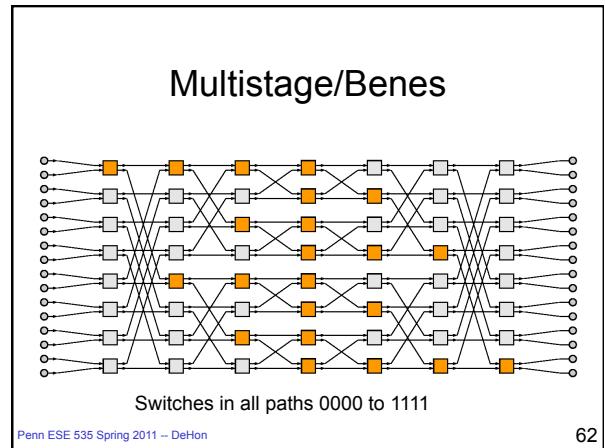 Multistage/Benes
Switches in all paths 0000 to 1111
Penn ESE 535 Spring 2011 -- DeHon
62